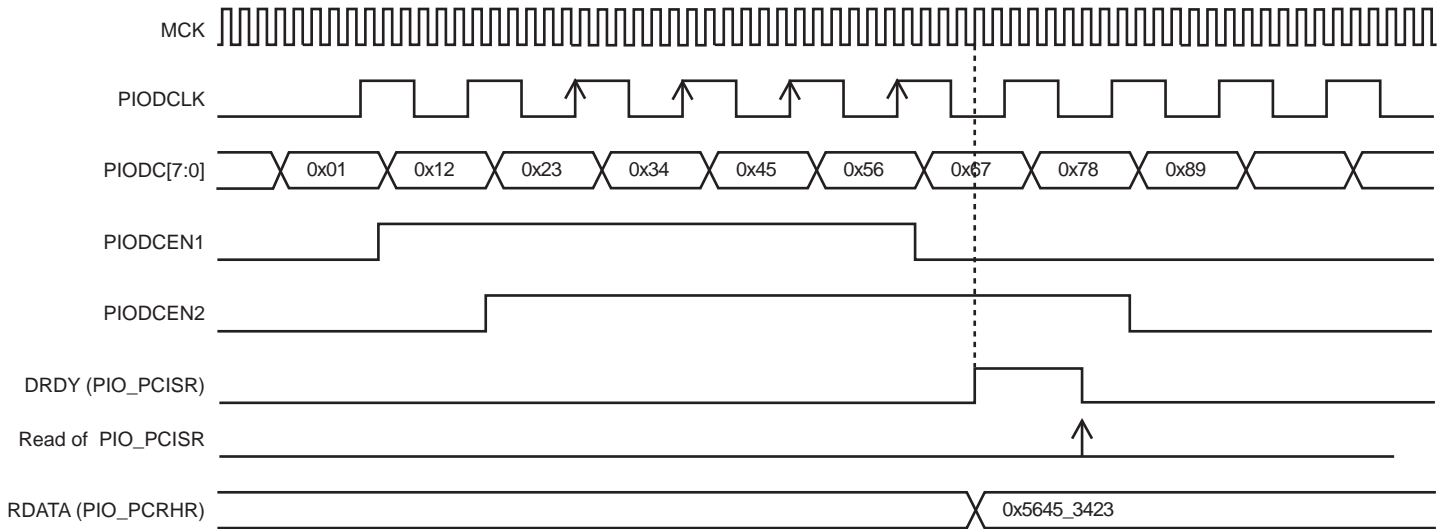 MCK
PIODCLK
PIODC[7:0] 0x01 0x12 0x23 0x34 0x45 0x56 0x67 0x78 0x89
PIODCEN1
PIODCEN2
DRDY (PIO_PCISR)
Read of PIO_PCISR
RDATA (PIO_PCRHR) 0x5645_3423